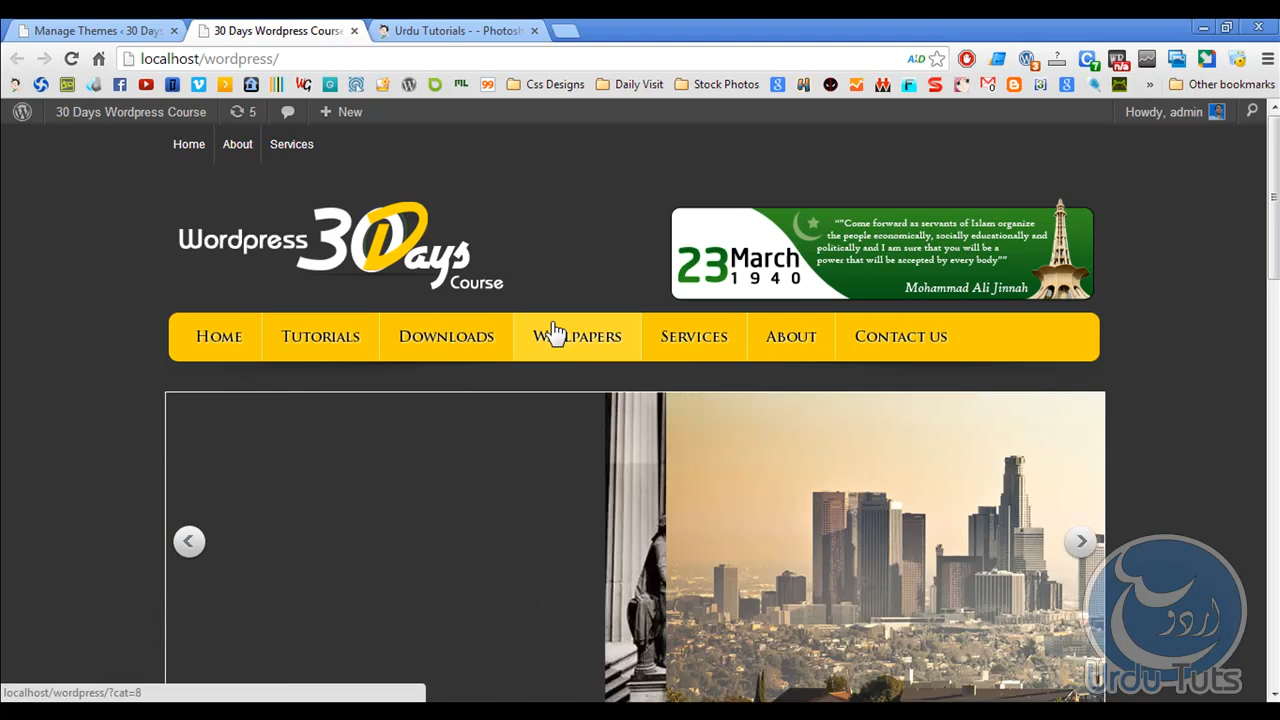 Manage Themes ‹ 30 Days
30 Days Wordpress Cours
Urdu Tutorials - - Photosh
localhost/wordpress/
Css Designs
Daily Visit
Stock Photos
Other bookmarks
30 Days Wordpress Course
5
New
Howdy, admin
Home
About
Services
Wordpress 30 Days Course
23 March 1940
""Come forward as servants of Islam organize
the people economically, socially educationally and
politically and I am sure that you will be a
power that will be accepted by every body""
Mohammad Ali Jinnah
Home
Tutorials
Downloads
Wallpapers
Services
About
Contact us
اردو
Urdu Tuts
localhost/wordpress/?cat=8